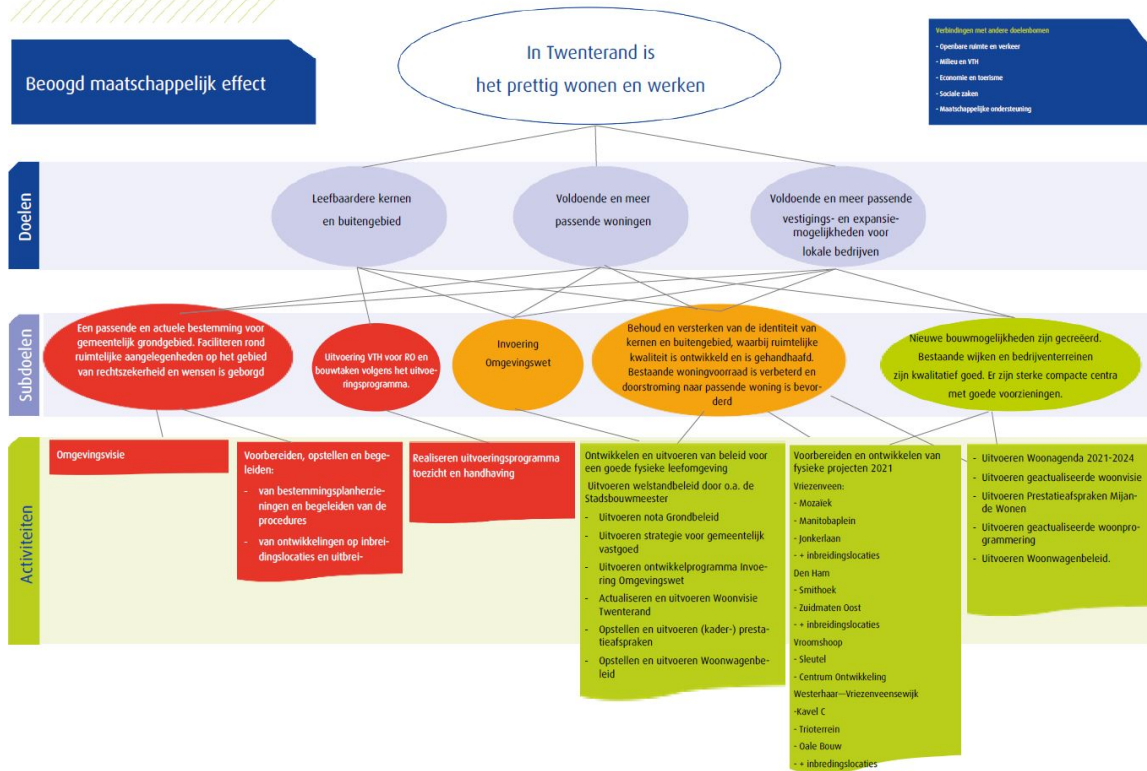 Beoogd maatschappelijk effect
In Twenterand is
het prettig wonen en werken
Verbindingen met andere doelenbomen
- Openbare ruimte en verkeer
- Milieu en VTH
- Economie en toerisme
- Sociale zaken
- Maatschappelijke ondersteuning
Doelen
Leefbaardere kernen
en buitengebied
Voldoende en meer
passende woningen
Voldoende en meer passende
vestigings- en expansie-
mogelijkheden voor
lokale bedrijven
Subdoelen
Een passende en actuele bestemming voor
gemeentelijk grondgebied. Faciliteren rond
ruimtelijke aangelegenheden op het gebied
van rechtszekerheid en wensen is geborgd
Uitvoering VTH voor RO en
bouwtaken volgens het uitvoe-
ringsprogramma.
Invoering
Omgevingswet
Behoud en versterken van de identiteit van
kernen en buitengebied, waarbij ruimtelijke
kwaliteit is ontwikkeld en is gehandhaafd.
Bestaande woningvoorraad is verbeterd en
doorstroming naar passende woning is bevor-
derd
Nieuwe bouwmogelijkheden zijn gecreëerd.
Bestaande wijken en bedrijventerreinen
zijn kwalitatief goed. Er zijn sterke compacte centra
met goede voorzieningen.
Activiteiten
Omgevingsvisie
Voorbereiden, opstellen en bege-
leiden:
- van bestemmingsplanherzie-
ningen en begeleiden van de
procedures
- van ontwikkelingen op inbrei-
dingslocaties en uitbrei-
Realiseren uitvoeringsprogramma
toezicht en handhaving
Ontwikkelen en uitvoeren van beleid voor
een goede fysieke leefomgeving
Uitvoeren welstandbeleid door o.a. de
Stadsbouwmeester
- Uitvoeren nota Grondbeleid
- Uitvoeren strategie voor gemeentelijk
vastgoed
- Uitvoeren ontwikkelprogramma Invoe-
ring Omgevingswet
- Actualiseren en uitvoeren Woonvisie
Twenterand
- Opstellen en uitvoeren (kader-) presta-
tieafspraken
- Opstellen en uitvoeren Woonwagenbe-
leid
Voorbereiden en ontwikkelen van
fysieke projecten 2021
Vriezenveen:
- Mozaïek
- Manitobaplein
- Jonkerlaan
- + inbreidingslocaties
Den Ham
- Smithoek
- Zuidmaten Oost
- + inbreidingslocaties
Vroomshoop
- Sleutel
- Centrum Ontwikkeling
Westerhaar—Vriezenveensewijk
-Kavel C
- Trioterrein
- Oale Bouw
- + inbredingslocaties
- Uitvoeren Woonagenda 2021-2024
- Uitvoeren geactualiseerde woonvisie
- Uitvoeren Prestatieafspraken Mijan-
de Wonen
- Uitvoeren geactualiseerde woonpro-
grammering
- Uitvoeren Woonwagenbeleid.